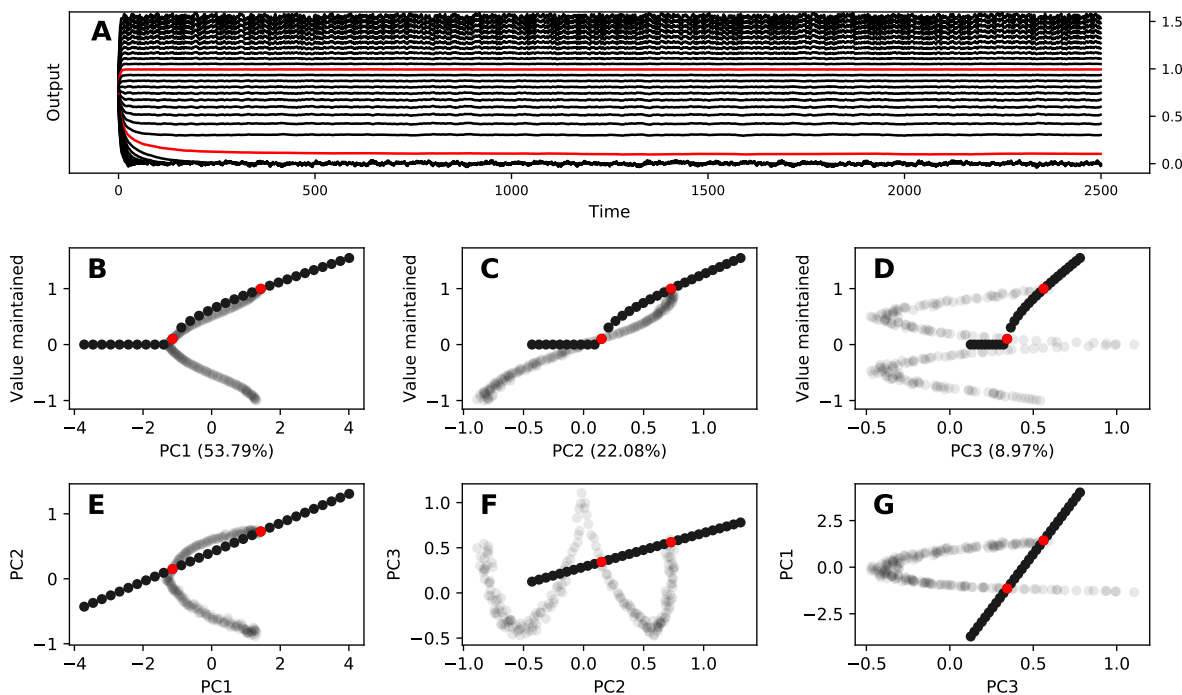 A
Output
1.5
1.0
0.5
0.0
0 500 1000 1500 2000 2500
Time
B
Value maintained
1
0
−1
−4 −2 0 2 4
PC1 (53.79%)
C
Value maintained
1
0
−1
−1.0 −0.5 0.0 0.5 1.0
PC2 (22.08%)
D
Value maintained
1
0
−1
−0.5 0.0 0.5 1.0
PC3 (8.97%)
E
PC2
1
0
−1
−4 −2 0 2 4
PC1
F
PC3
1.0
0.5
0.0
−0.5
−1.0 −0.5 0.0 0.5 1.0
PC2
G
PC1
2.5
0.0
−2.5
−0.5 0.0 0.5 1.0
PC3